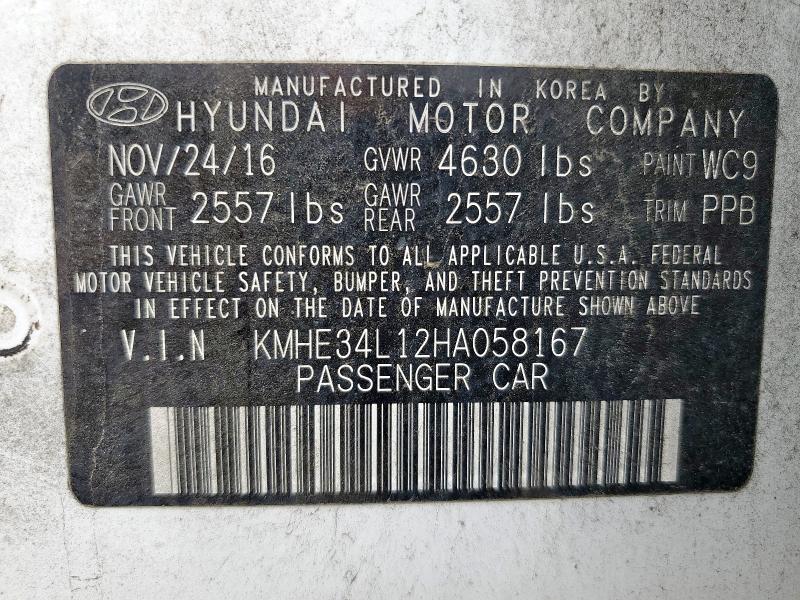 MANUFACTURED IN KOREA BY
HYUNDAI MOTOR COMPANY
NOV/24/16 GVWR 4630 lbs PAINT WC9
GAWR FRONT 2557 lbs GAWR REAR 2557 lbs TRIM PPB
THIS VEHICLE CONFORMS TO ALL APPLICABLE U.S.A. FEDERAL
MOTOR VEHICLE SAFETY, BUMPER, AND THEFT PREVENTION STANDARDS
IN EFFECT ON THE DATE OF MANUFACTURE SHOWN ABOVE
V.I.N KMHE34L12HA058167
PASSENGER CAR